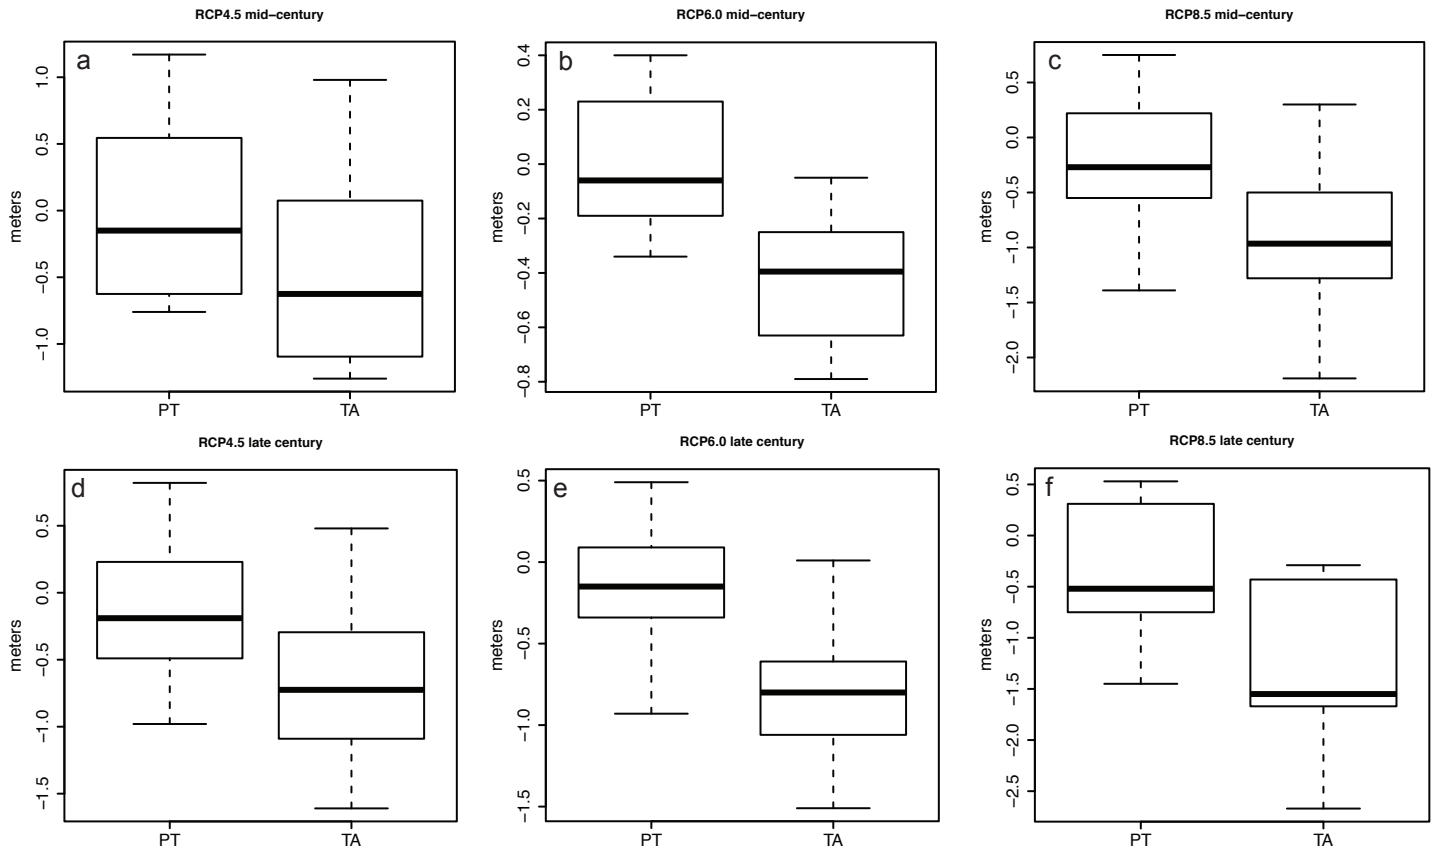 RCP4.5 mid−century
a
meters
1.0
0.5
0.0
−0.5
−1.0
PT
TA
RCP6.0 mid−century
b
meters
0.4
0.2
0.0
−0.2
−0.4
−0.6
−0.8
PT
TA
RCP8.5 mid−century
c
meters
0.5
0.0
−0.5
−1.0
−1.5
−2.0
PT
TA
RCP4.5 late century
d
meters
0.5
0.0
−0.5
−1.0
−1.5
PT
TA
RCP6.0 late century
e
meters
0.5
0.0
−0.5
−1.0
−1.5
PT
TA
RCP8.5 late century
f
meters
0.5
0.0
−0.5
−1.0
−1.5
−2.0
−2.5
PT
TA